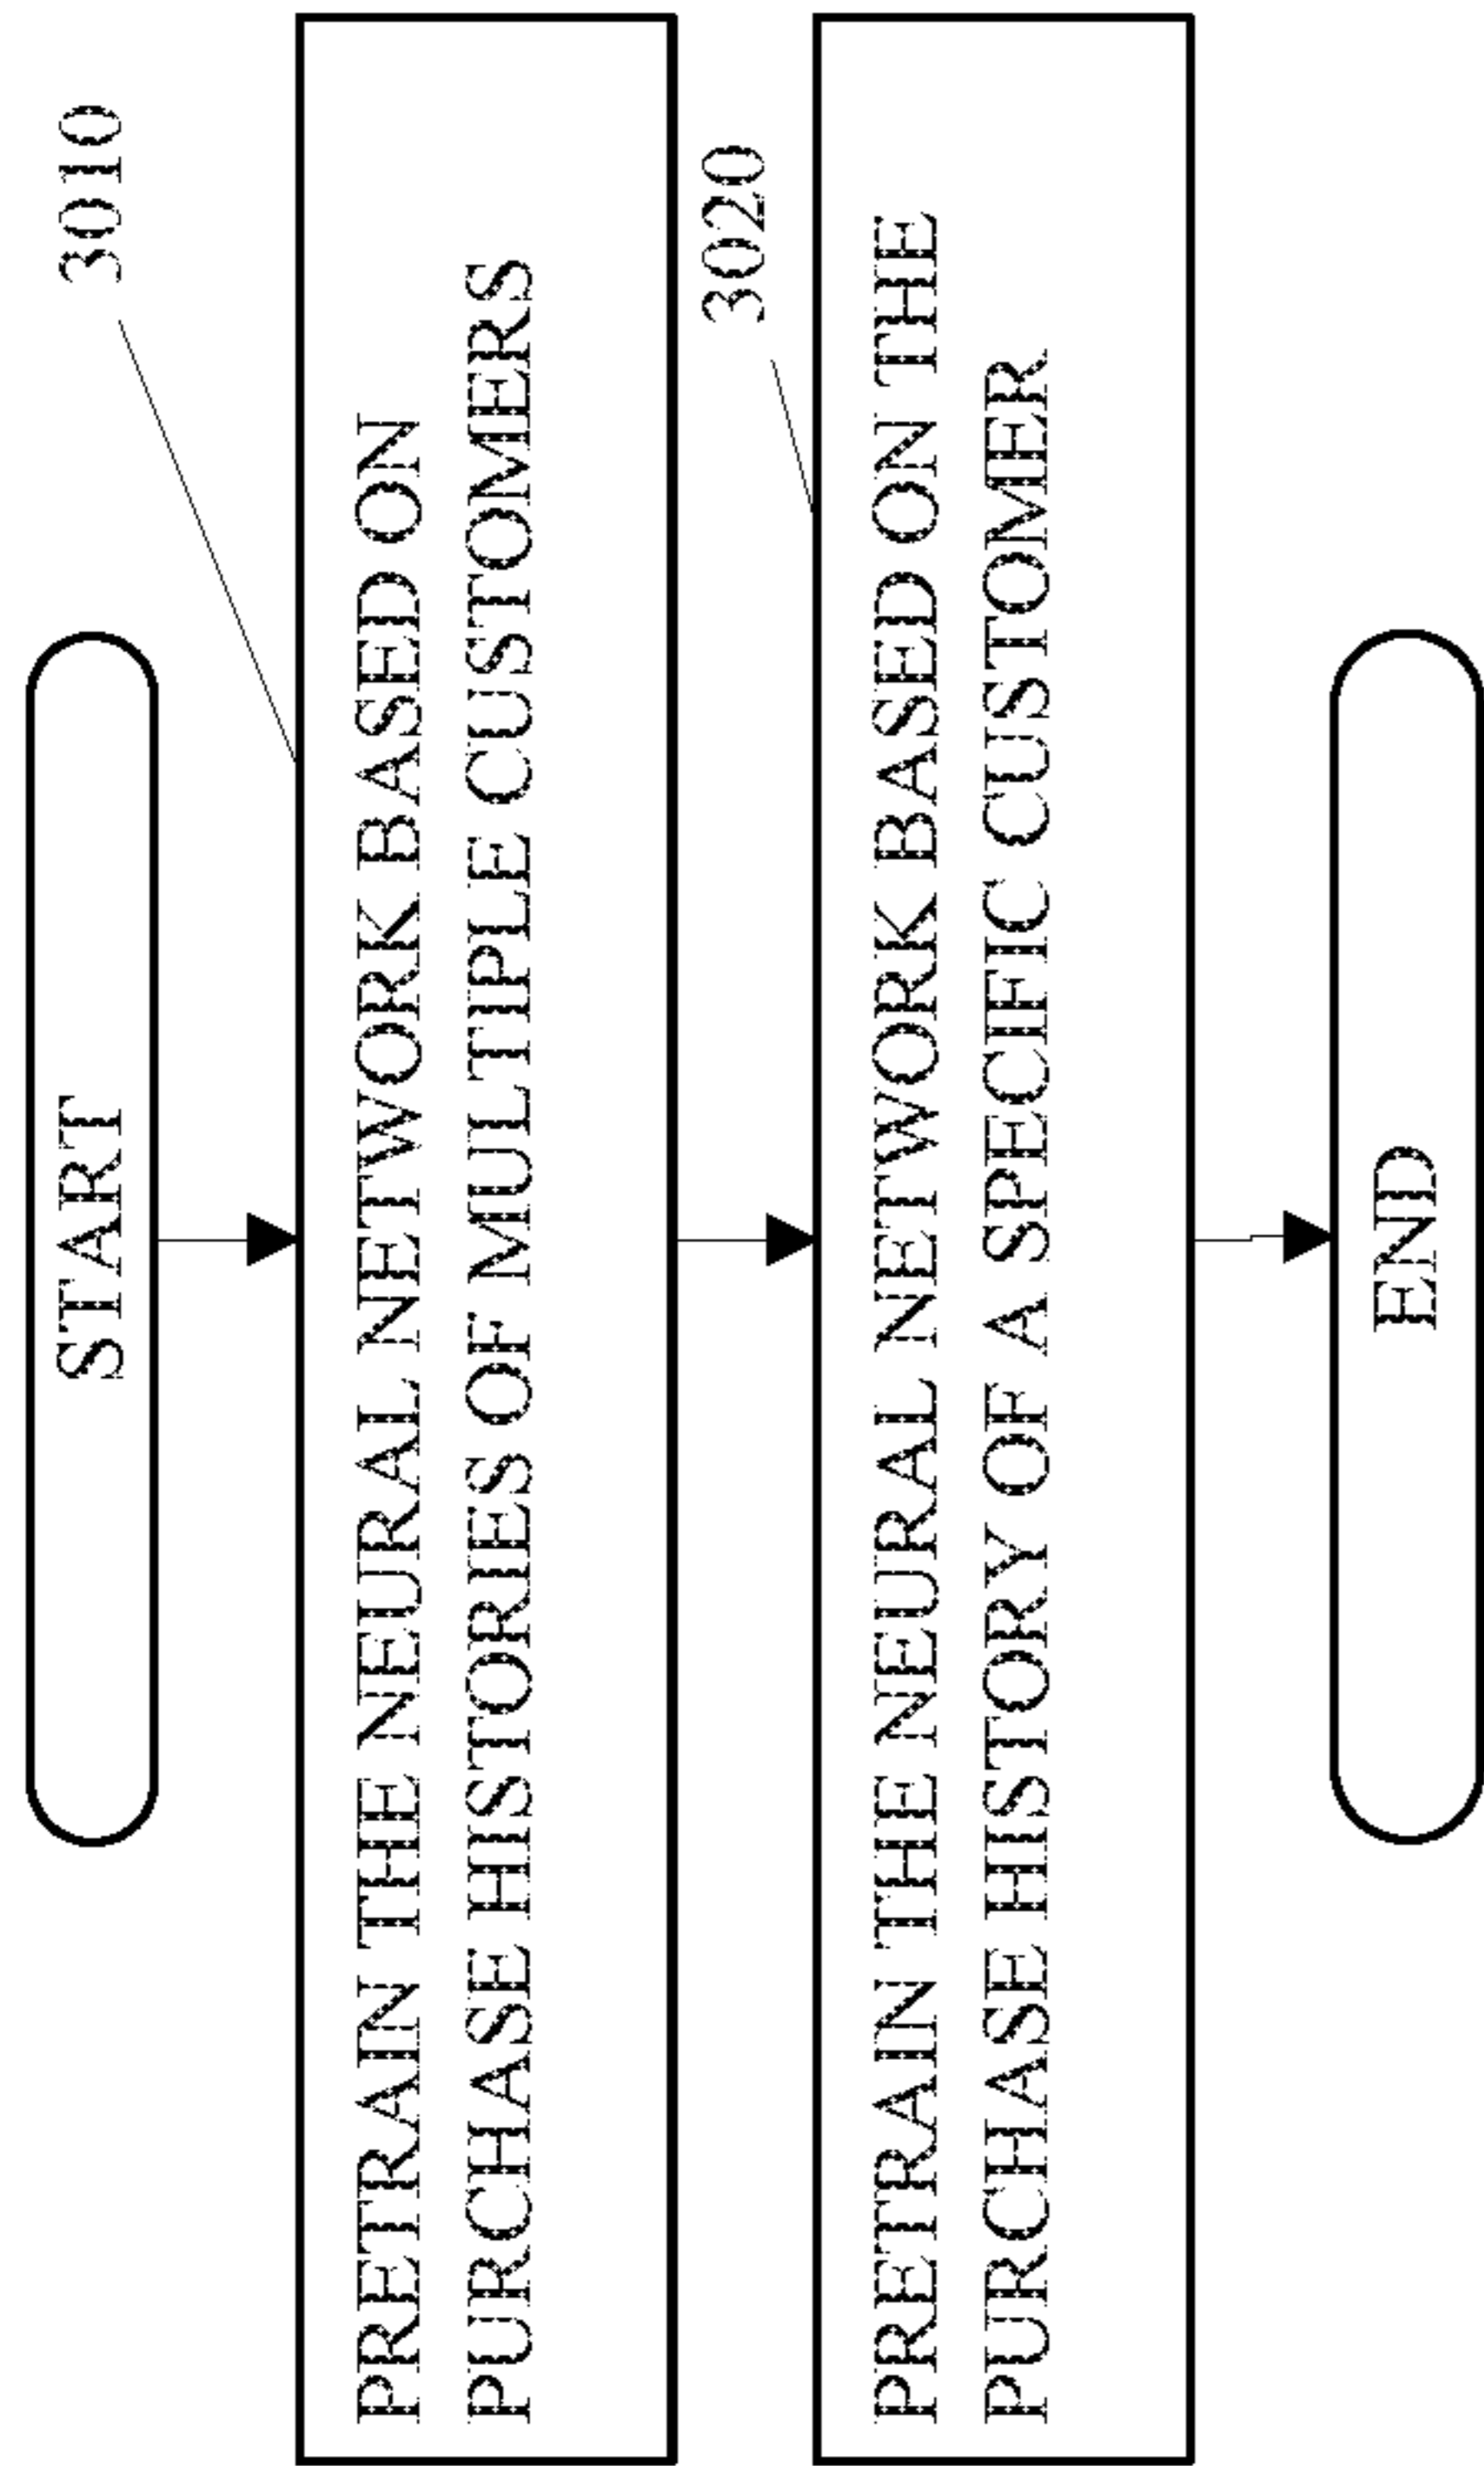 START
3010
PRETRAIN THE NEURAL NETWORK BASED ON
PURCHASE HISTORIES OF MULTIPLE CUSTOMERS
3020
PRETRAIN THE NEURAL NETWORK BASED ON THE
PURCHASE HISTORY OF A SPECIFIC CUSTOMER
END